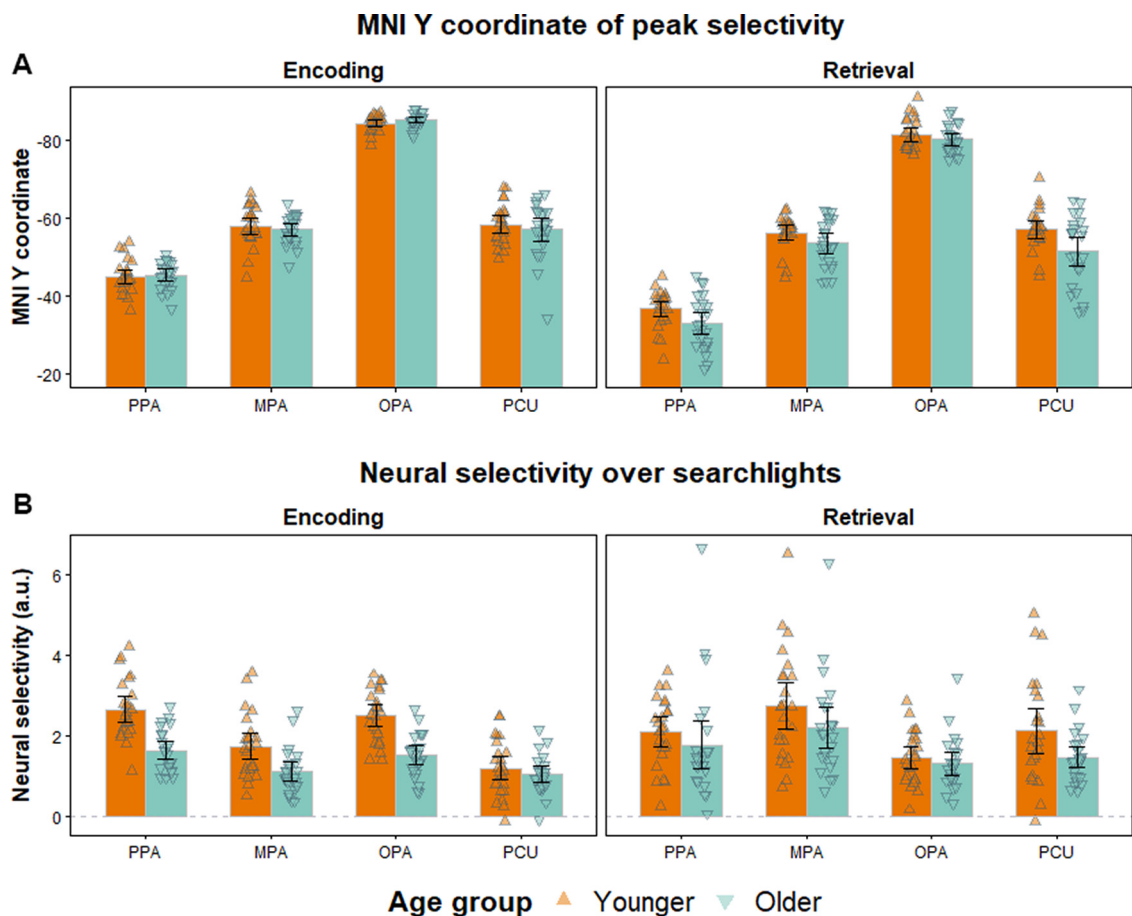 MNI Y coordinate of peak selectivity
A
Encoding
Retrieval
MNI Y coordinate
-80
-60
-40
-20
PPA MPA OPA PCU
PPA MPA OPA PCU
Neural selectivity over searchlights
B
Encoding
Retrieval
Neural selectivity (a.u.)
6
4
2
0
PPA MPA OPA PCU
PPA MPA OPA PCU
Age group Younger Older